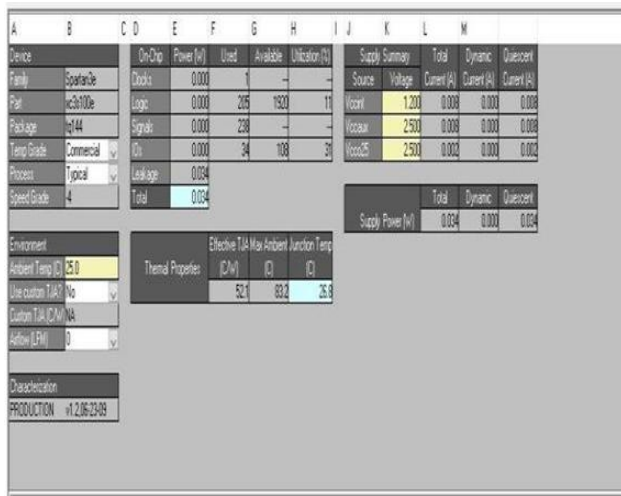 A B C D E F G H I J K L M
Device On-Chip Power (W) Used Available Utilization (%) Supply Summary Total Dynamic Quiescent
Family Spartan3e Clocks 0.000 1 -- -- Source Voltage Current (A) Current (A) Current (A)
Part xc3s100e Logic 0.000 205 1920 11 Vccint 1.200 0.008 0.000 0.008
Package tq144 Signals 0.000 238 -- -- Vccaux 2.500 0.008 0.000 0.008
Temp Grade Commercial IOs 0.000 34 108 31 Vcco25 2.500 0.002 0.000 0.002
Process Typical Leakage 0.034
Speed Grade -4 Total 0.034 Total Dynamic Quiescent
Supply Power (W) 0.034 0.000 0.034
Environment Effective TJA Max Ambient Junction Temp
Ambient Temp (C) 25.0 Thermal Properties (C/W) (C) (C)
Use custom TJA? No 52.1 83.2 26.8
Custom TJA (C/W) NA
Airflow (LFM) 0
Characterization
PRODUCTION v1.2,06-23-09